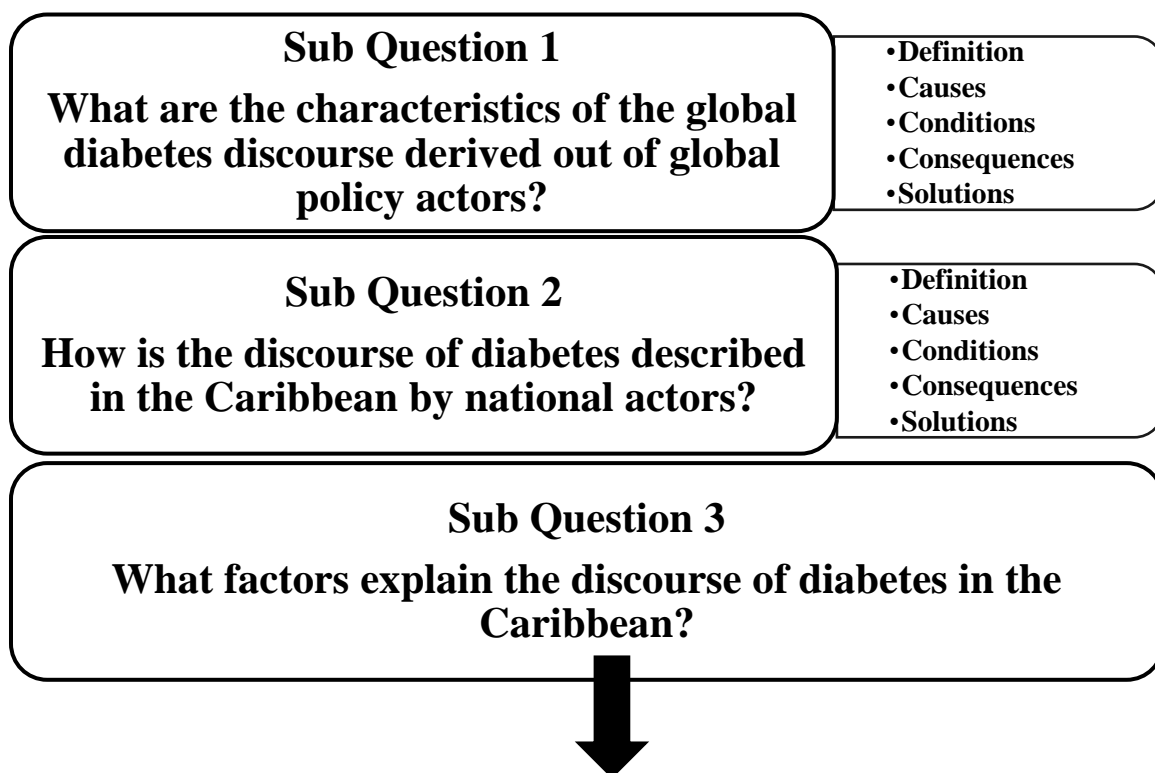 Sub Question 1
What are the characteristics of the global
diabetes discourse derived out of global
policy actors?
•Definition
•Causes
•Conditions
•Consequences
•Solutions
Sub Question 2
How is the discourse of diabetes described
in the Caribbean by national actors?
•Definition
•Causes
•Conditions
•Consequences
•Solutions
Sub Question 3
What factors explain the discourse of diabetes in the
Caribbean?